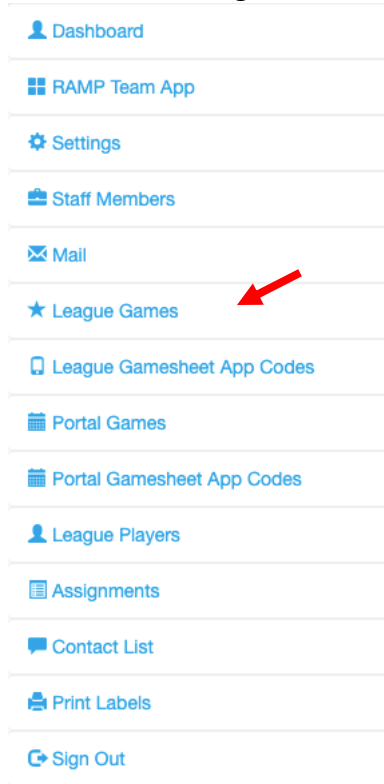 Dashboard
RAMP Team App
Settings
Staff Members
Mail
League Games
League Gamesheet App Codes
Portal Games
Portal Gamesheet App Codes
League Players
Assignments
Contact List
Print Labels
Sign Out